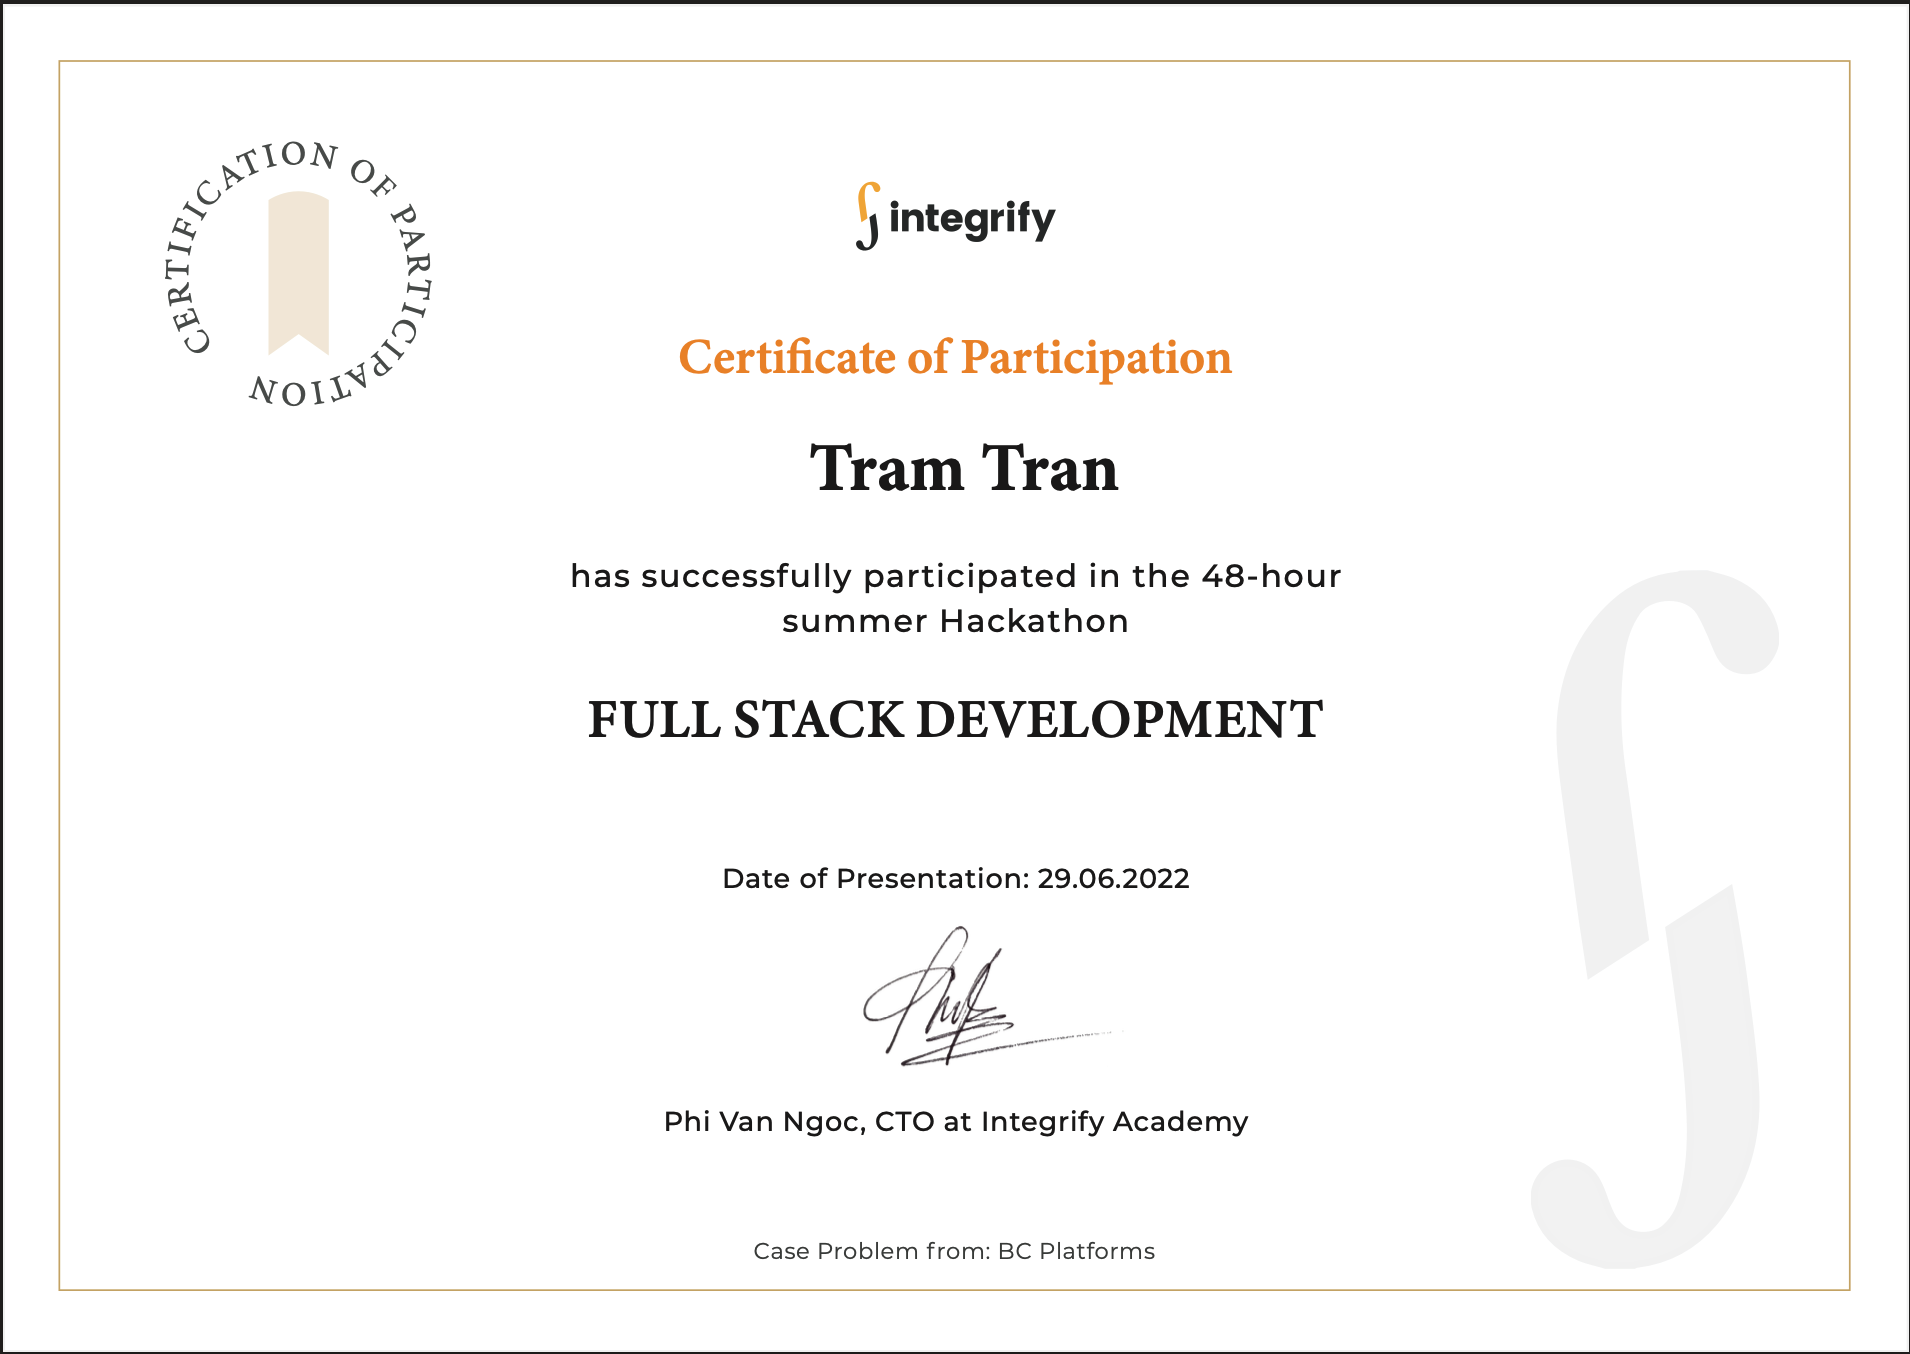 CERTIFICATION OF PARTICIPATION
integrify
Certificate of Participation
Tram Tran
has successfully participated in the 48-hour
summer Hackathon
FULL STACK DEVELOPMENT
Date of Presentation: 29.06.2022
Phi Van Ngoc, CTO at Integrify Academy
Case Problem from: BC Platforms